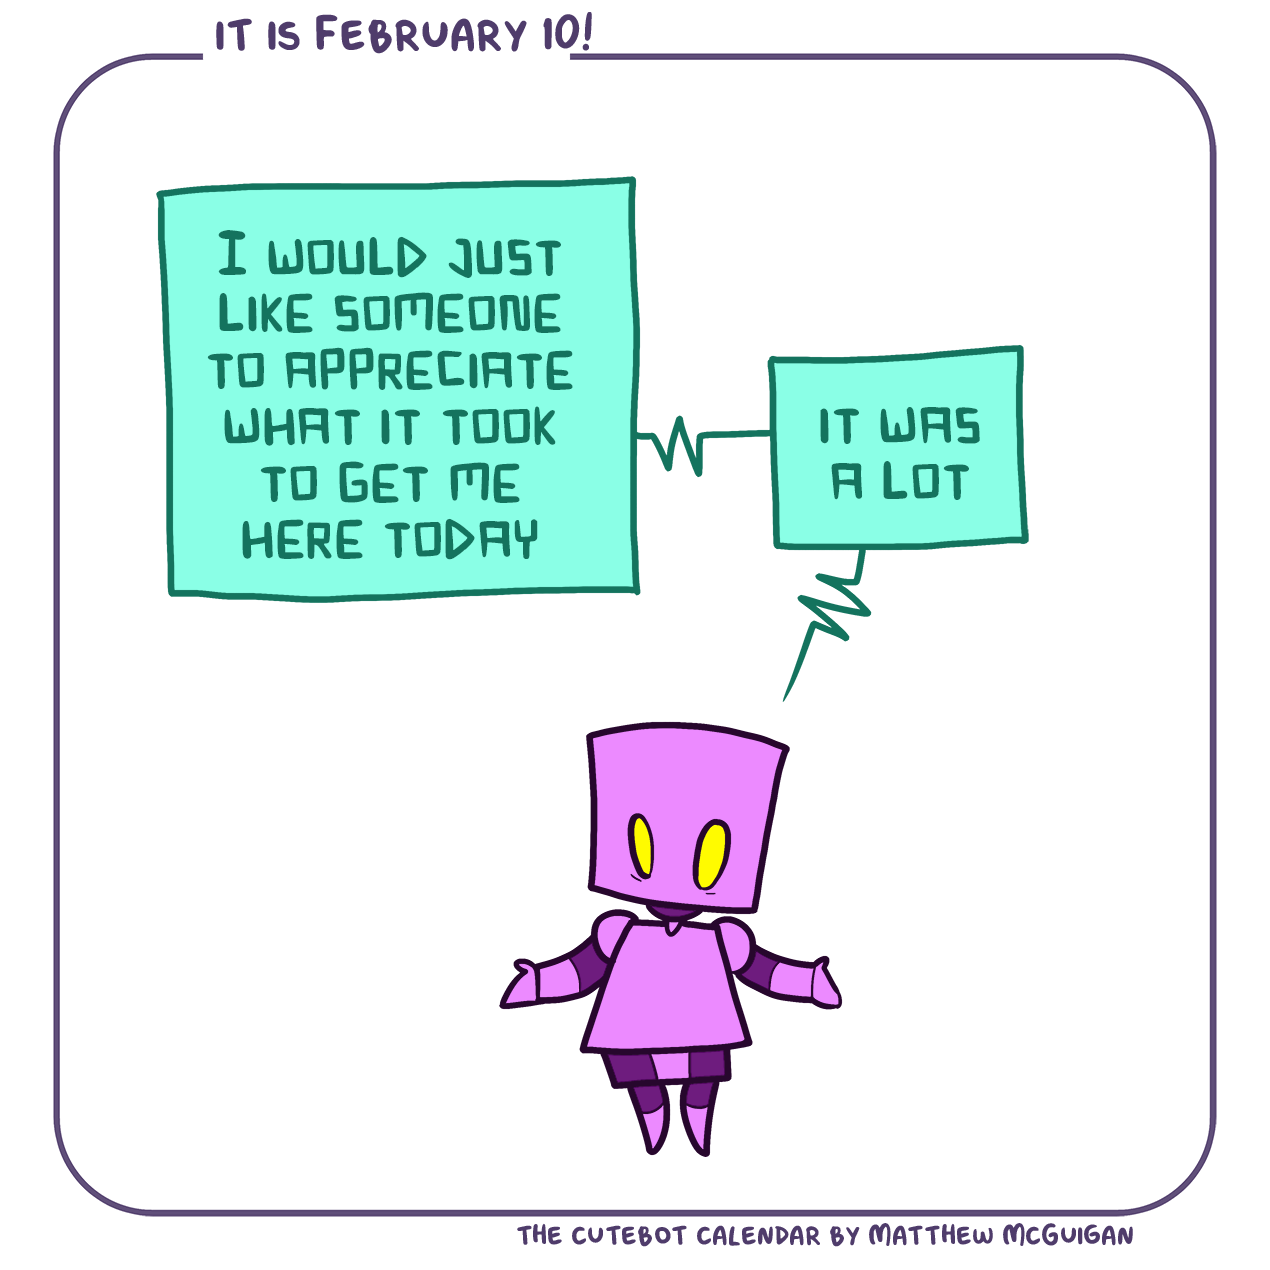 IT IS FEBRUARY 10!
I WOULD JUST
LIKE SOMEONE
TO APPRECIATE
WHAT IT TOOK
TO GET ME
HERE TODAY
IT WAS
A LOT
THE CUTEBOT CALENDAR BY MATTHEW MCGUIGAN